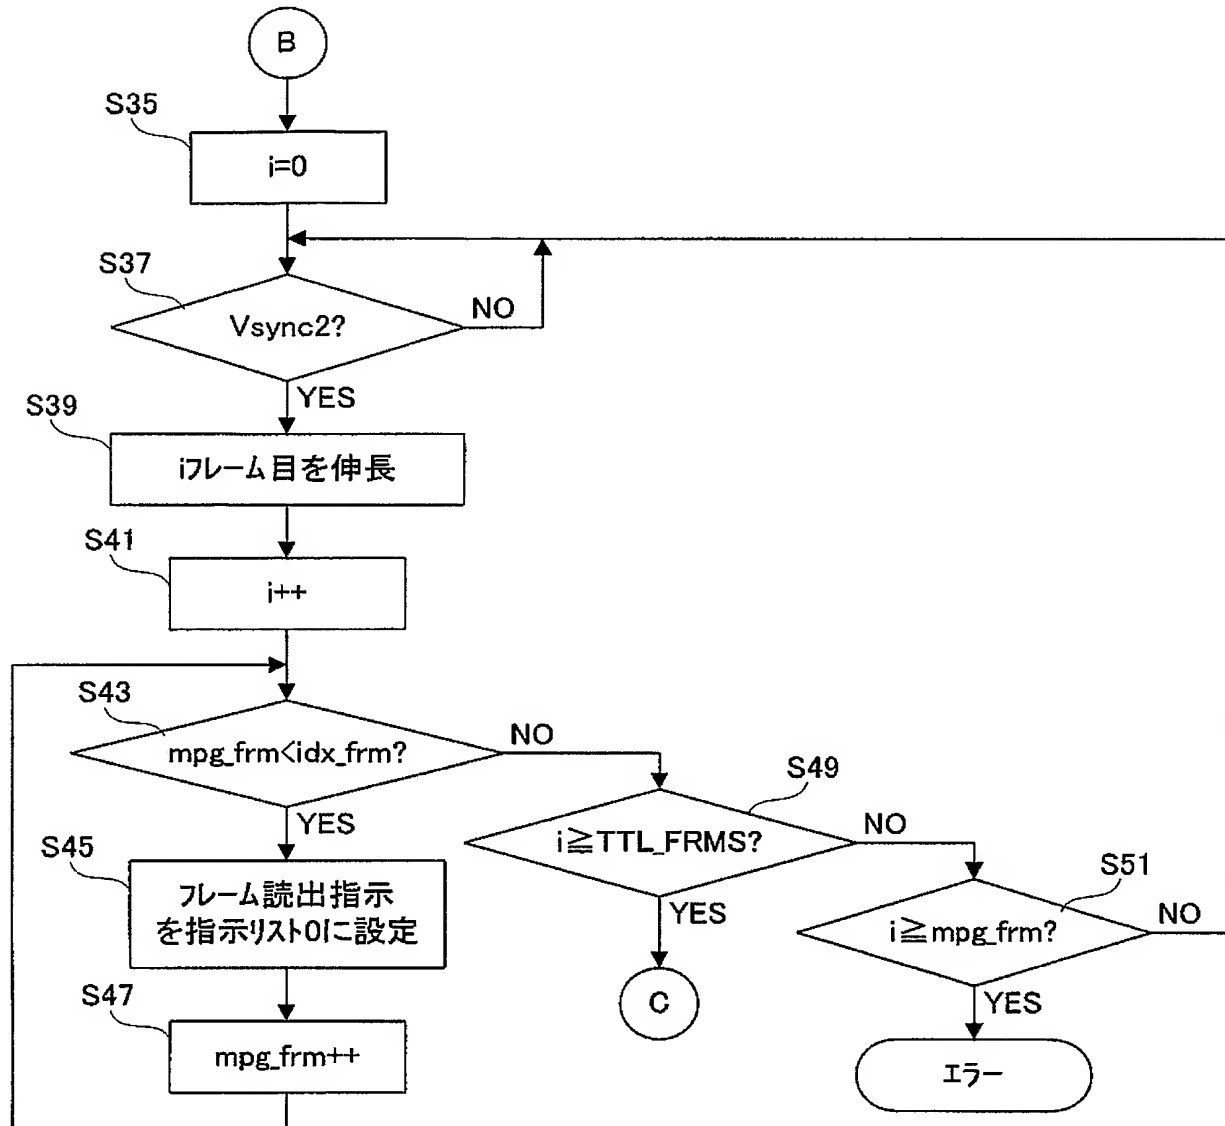 B
S35
i=0
S37
Vsync2?
NO
YES
S39
iフレーム目を伸長
S41
i++
S43
mpg_frm<idx_frm?
NO
YES
S45
フレーム読出指示
を指示リスト0に設定
S47
mpg_frm++
S49
i≧TTL_FRMS?
NO
YES
C
S51
i≧mpg_frm?
NO
YES
エラー